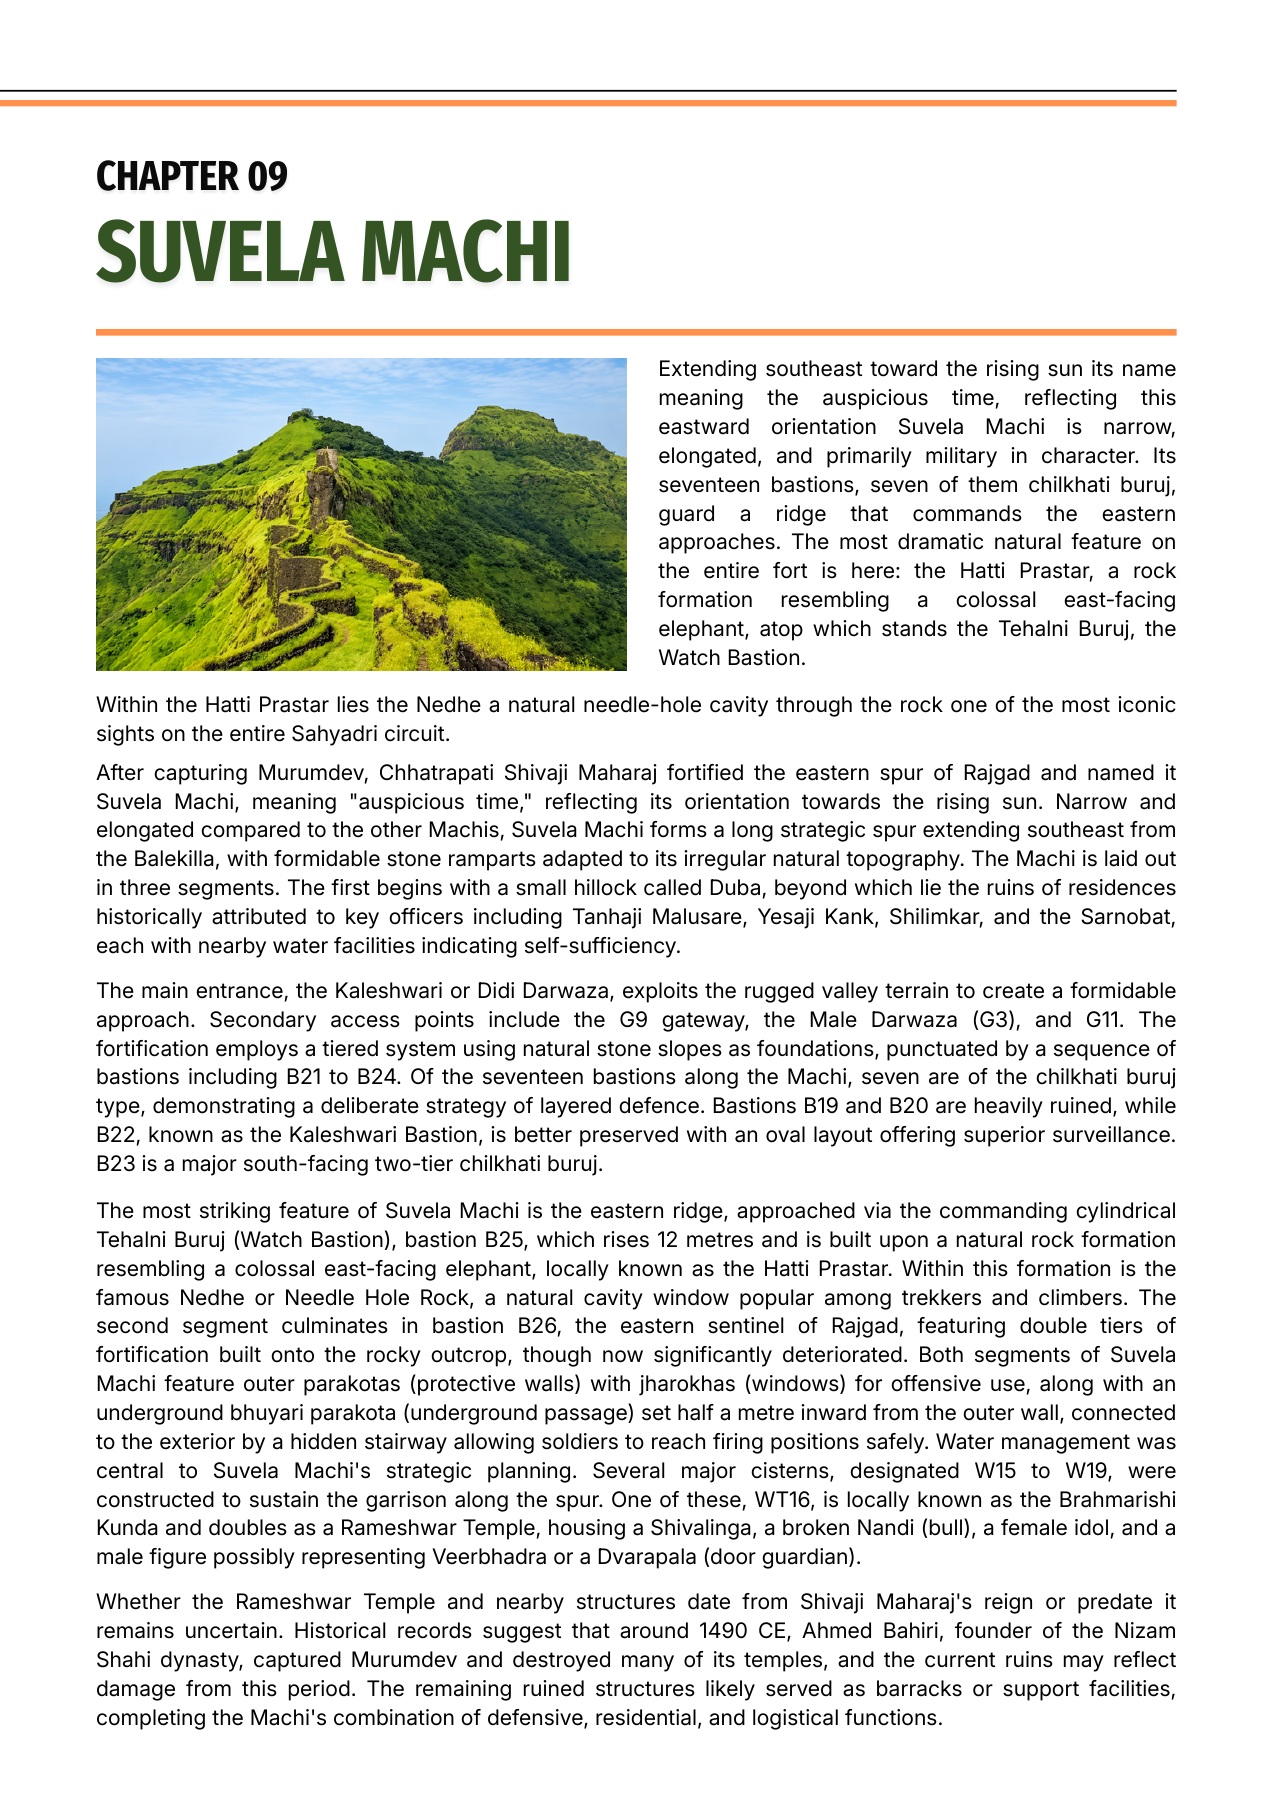 CHAPTER 09
SUVELA MACHI
Extending southeast toward the rising sun its name
meaning the auspicious time, reflecting this
eastward orientation Suvela Machi is narrow,
elongated, and primarily military in character. Its
seventeen bastions, seven of them chilkhati buruj,
guard a ridge that commands the eastern
approaches. The most dramatic natural feature on
the entire fort is here: the Hatti Prastar, a rock
formation resembling a colossal east-facing
elephant, atop which stands the Tehalni Buruj, the
Watch Bastion.
Within the Hatti Prastar lies the Nedhe a natural needle-hole cavity through the rock one of the most iconic
sights on the entire Sahyadri circuit.
After capturing Murumdev, Chhatrapati Shivaji Maharaj fortified the eastern spur of Rajgad and named it
Suvela Machi, meaning "auspicious time," reflecting its orientation towards the rising sun. Narrow and
elongated compared to the other Machis, Suvela Machi forms a long strategic spur extending southeast from
the Balekilla, with formidable stone ramparts adapted to its irregular natural topography. The Machi is laid out
in three segments. The first begins with a small hillock called Duba, beyond which lie the ruins of residences
historically attributed to key officers including Tanhaji Malusare, Yesaji Kank, Shilimkar, and the Sarnobat,
each with nearby water facilities indicating self-sufficiency.
The main entrance, the Kaleshwari or Didi Darwaza, exploits the rugged valley terrain to create a formidable
approach. Secondary access points include the G9 gateway, the Male Darwaza (G3), and G11. The
fortification employs a tiered system using natural stone slopes as foundations, punctuated by a sequence of
bastions including B21 to B24. Of the seventeen bastions along the Machi, seven are of the chilkhati buruj
type, demonstrating a deliberate strategy of layered defence. Bastions B19 and B20 are heavily ruined, while
B22, known as the Kaleshwari Bastion, is better preserved with an oval layout offering superior surveillance.
B23 is a major south-facing two-tier chilkhati buruj.
The most striking feature of Suvela Machi is the eastern ridge, approached via the commanding cylindrical
Tehalni Buruj (Watch Bastion), bastion B25, which rises 12 metres and is built upon a natural rock formation
resembling a colossal east-facing elephant, locally known as the Hatti Prastar. Within this formation is the
famous Nedhe or Needle Hole Rock, a natural cavity window popular among trekkers and climbers. The
second segment culminates in bastion B26, the eastern sentinel of Rajgad, featuring double tiers of
fortification built onto the rocky outcrop, though now significantly deteriorated. Both segments of Suvela
Machi feature outer parakotas (protective walls) with jharokhas (windows) for offensive use, along with an
underground bhuyari parakota (underground passage) set half a metre inward from the outer wall, connected
to the exterior by a hidden stairway allowing soldiers to reach firing positions safely. Water management was
central to Suvela Machi's strategic planning. Several major cisterns, designated W15 to W19, were
constructed to sustain the garrison along the spur. One of these, WT16, is locally known as the Brahmarishi
Kunda and doubles as a Rameshwar Temple, housing a Shivalinga, a broken Nandi (bull), a female idol, and a
male figure possibly representing Veerbhadra or a Dvarapala (door guardian).
Whether the Rameshwar Temple and nearby structures date from Shivaji Maharaj's reign or predate it
remains uncertain. Historical records suggest that around 1490 CE, Ahmed Bahiri, founder of the Nizam
Shahi dynasty, captured Murumdev and destroyed many of its temples, and the current ruins may reflect
damage from this period. The remaining ruined structures likely served as barracks or support facilities,
completing the Machi's combination of defensive, residential, and logistical functions.